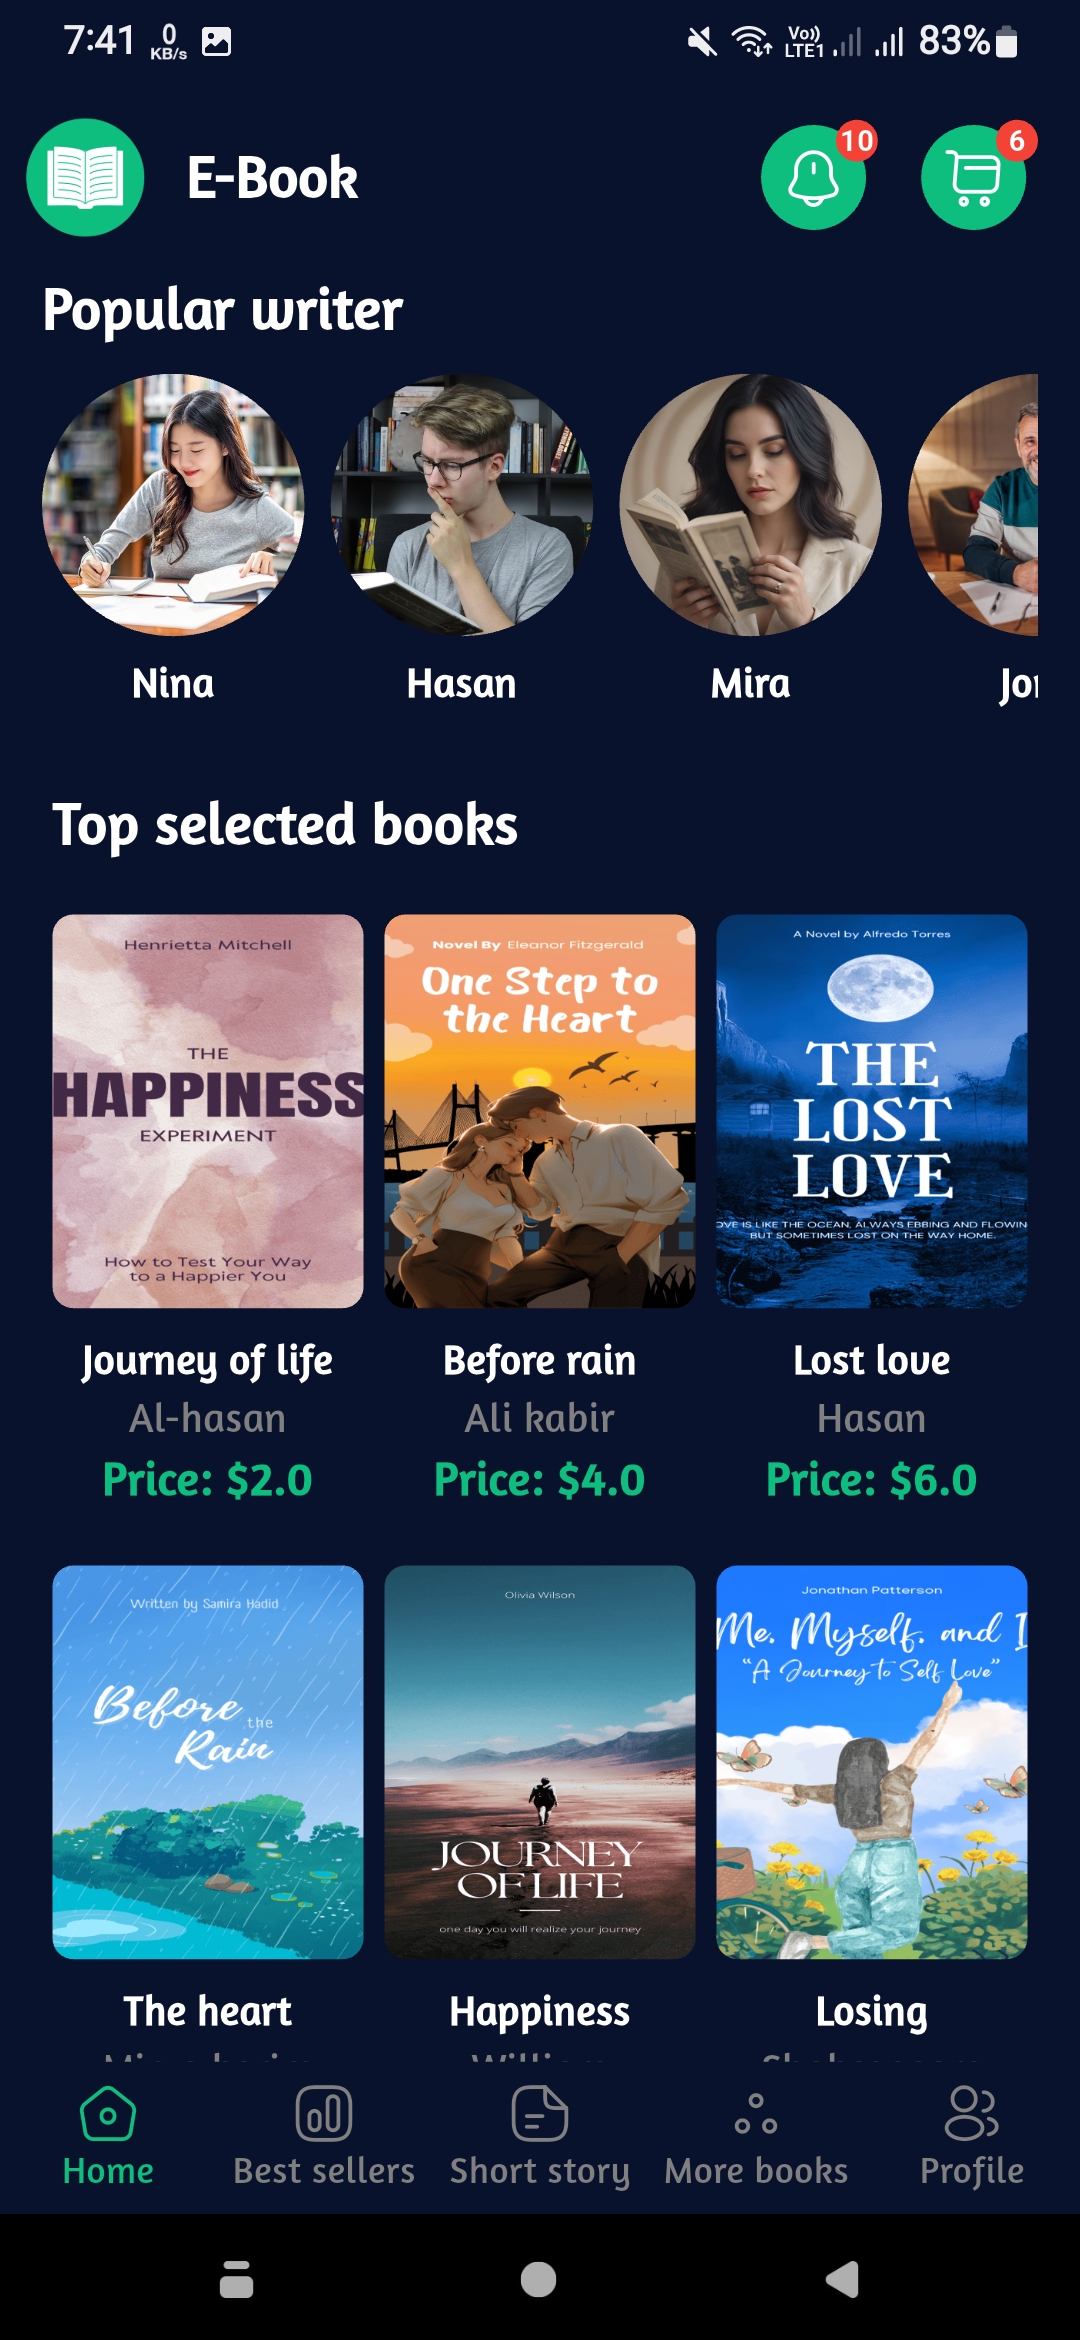 7:41
0
KB/s
Vo))
LTE1
83%
E-Book
10
6
Popular writer
Nina
Hasan
Mira
Top selected books
Henrietta Mitchell
THE
HAPPINESS
EXPERIMENT
How to Test Your Way
to a Happier You
Novel By Eleanor Fitzgerald
One Step to
the Heart
A Novel by Alfredo Torres
THE
LOST
LOVE
OVE IS LIKE THE OCEAN, ALWAYS EBBING AND FLOWIN
BUT SOMETIMES LOST ON THE WAY HOME.
Journey of life
Before rain
Lost love
Al-hasan
Ali kabir
Hasan
Price: $2.0
Price: $4.0
Price: $6.0
Written by Samira Hadid
Before the
Rain
Olivia Wilson
JOURNEY
OF LIFE
one day you will realize your journey
Jonathan Patterson
Me. Myself. and I
"A Journey to Self Love"
The heart
Happiness
Losing
Home
Best sellers
Short story
More books
Profile